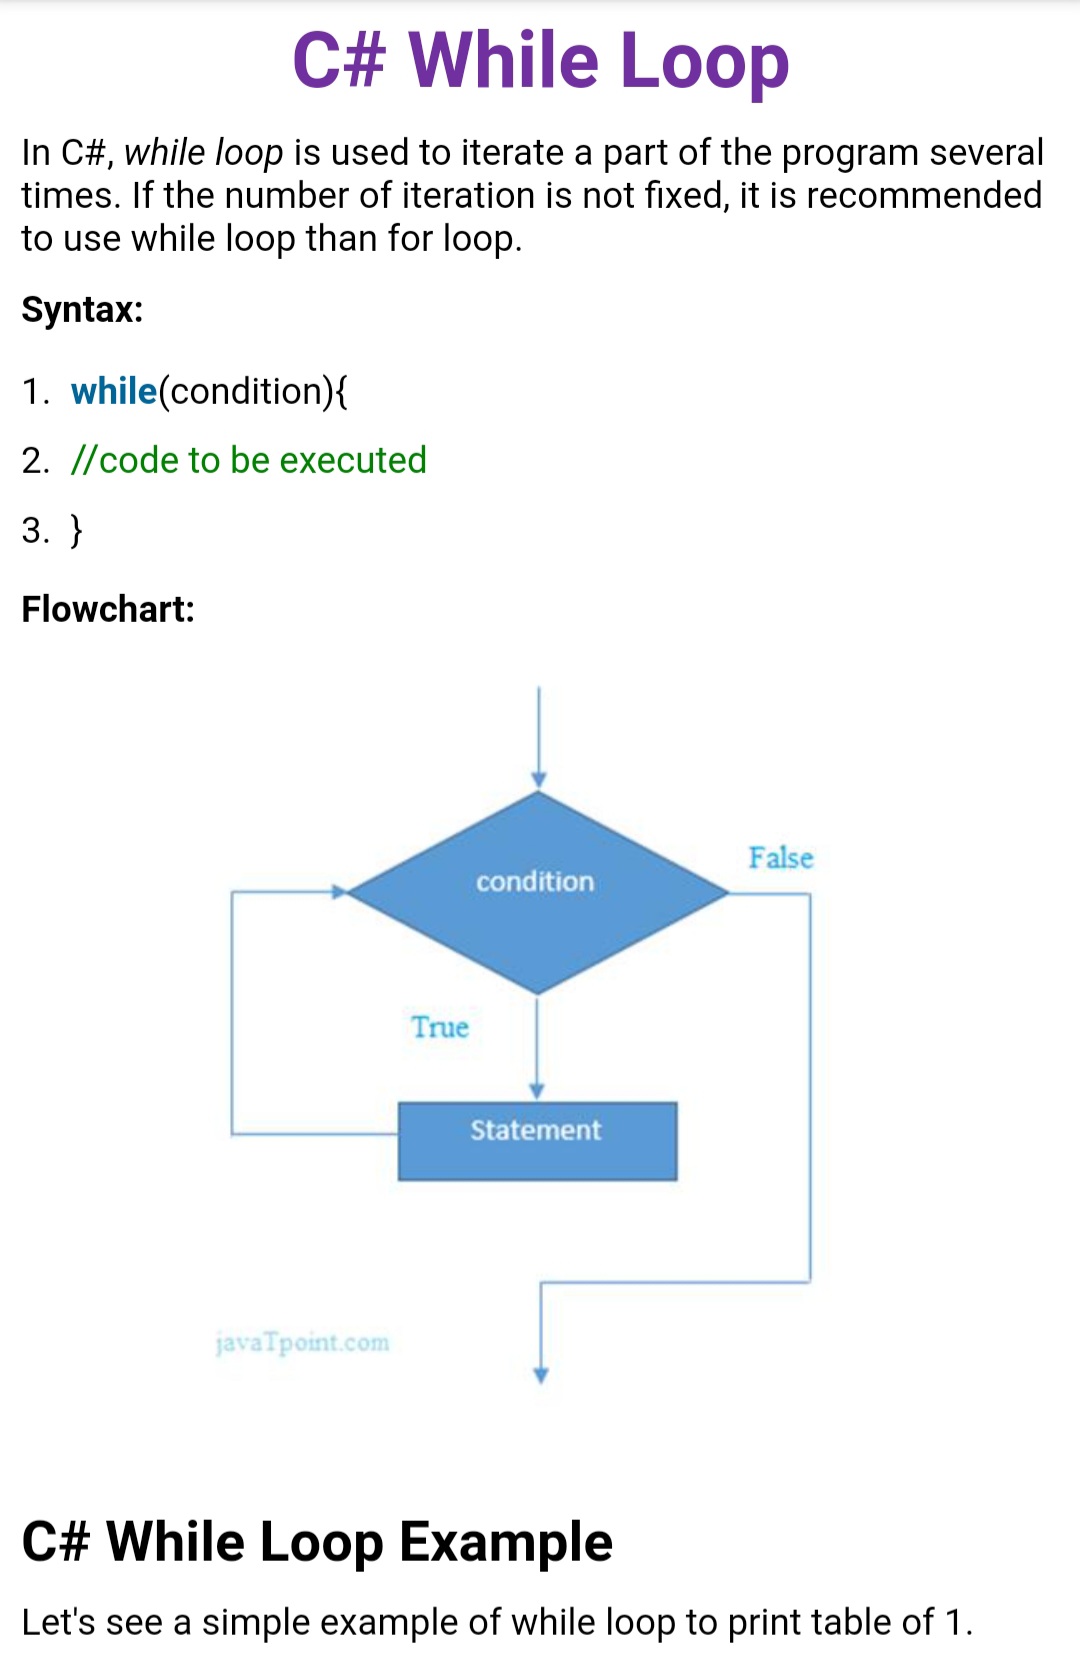 C# While Loop
In C#, while loop is used to iterate a part of the program several
times. If the number of iteration is not fixed, it is recommended
to use while loop than for loop.
Syntax:
1. while(condition){
2. //code to be executed
3. }
Flowchart:
False
condition
True
Statement
javaTpoint.com
C# While Loop Example
Let's see a simple example of while loop to print table of 1.